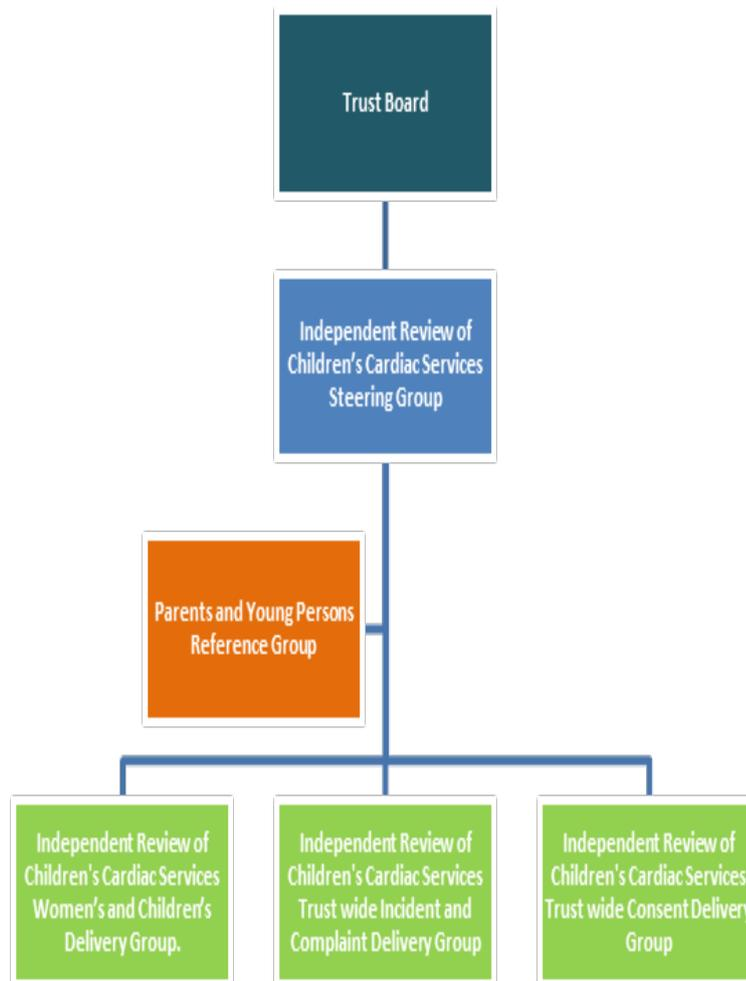 Trust Board
Independent Review of
Children’s Cardiac Services
Steering Group
Parents and Young Persons
Reference Group
Independent Review of
Children's Cardiac Services
Women’s and Children’s
Delivery Group.
Independent Review of
Children's Cardiac Services
Trust wide Incident and
Complaint Delivery Group
Independent Review of
Children's Cardiac Services
Trust wide Consent Delivery
Group